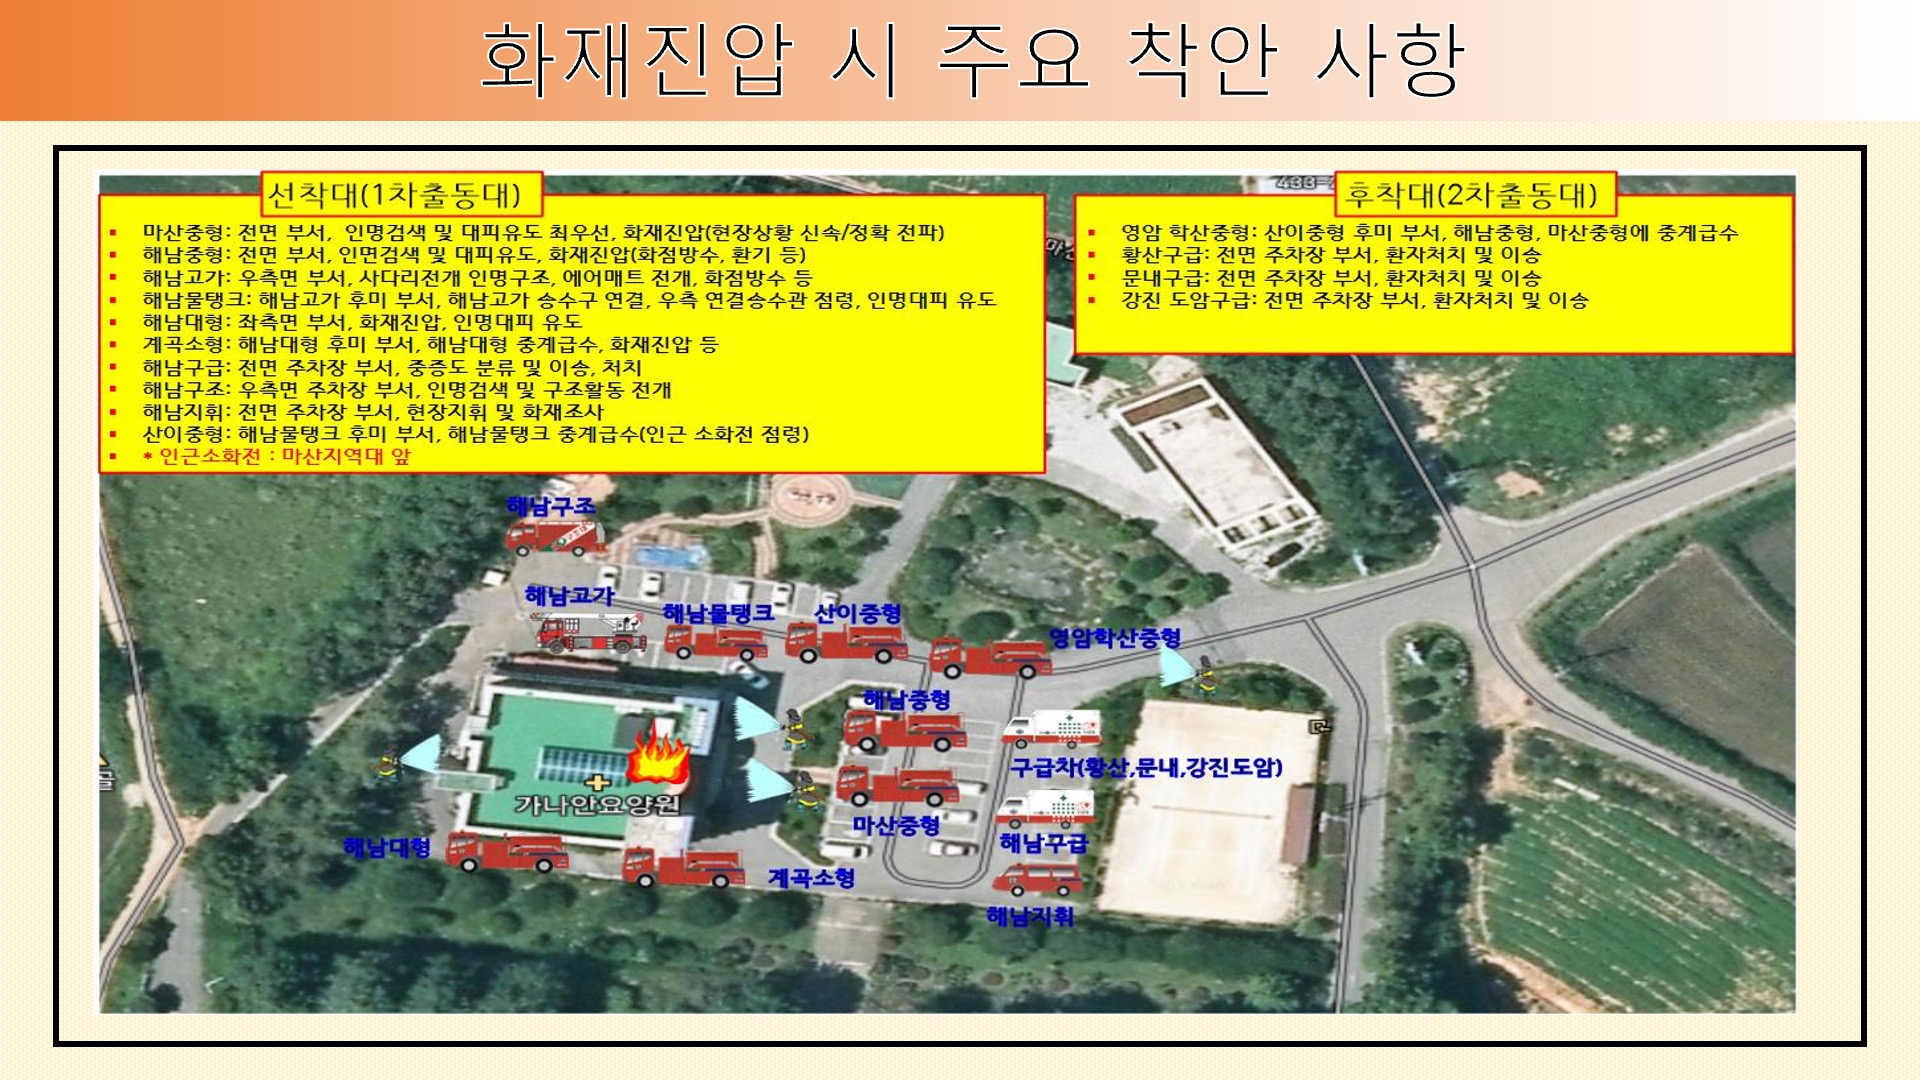 화재진압 시 주요 착안 사항
선착대(1차출동대)
마산중형: 전면 부서, 인명검색 및 대피유도 최우선, 화재진압(현장상황 신속/정확 전파)
해남중형: 전면 부서, 인면검색 및 대피유도, 화재진압(화점방수, 환기 등)
해남고가: 우측면 부서, 사다리전개 인명구조, 에어매트 전개, 화점방수 등
해남물탱크: 해남고가 후미 부서, 해남고가 송수구 연결, 우측 연결송수관 점령, 인명대피 유도
해남대형: 좌측면 부서, 화재진압, 인명대피 유도
계곡소형: 해남대형 후미 부서, 해남대형 중계급수, 화재진압 등
해남구급: 전면 주차장 부서, 중증도 분류 및 이송, 처치
해남구조: 우측면 주차장 부서, 인명검색 및 구조활동 전개
해남지휘: 전면 주차장 부서, 현장지휘 및 화재조사
산이중형: 해남물탱크 후미 부서, 해남물탱크 중계급수(인근 소화전 점령)
* 인근소화전 : 마산지역대 앞
후착대(2차출동대)
영암 학산중형: 산이중형 후미 부서, 해남중형, 마산중형에 중계급수
황산구급: 전면 주차장 부서, 환자처치 및 이송
문내구급: 전면 주차장 부서, 환자처치 및 이송
강진 도암구급: 전면 주차장 부서, 환자처치 및 이송
해남구조
해남고가
해남물탱크
산이중형
영암학산중형
해남중형
구급차(황산,문내,강진도암)
가나안요양원
마산중형
해남구급
해남대형
계곡소형
해남지휘